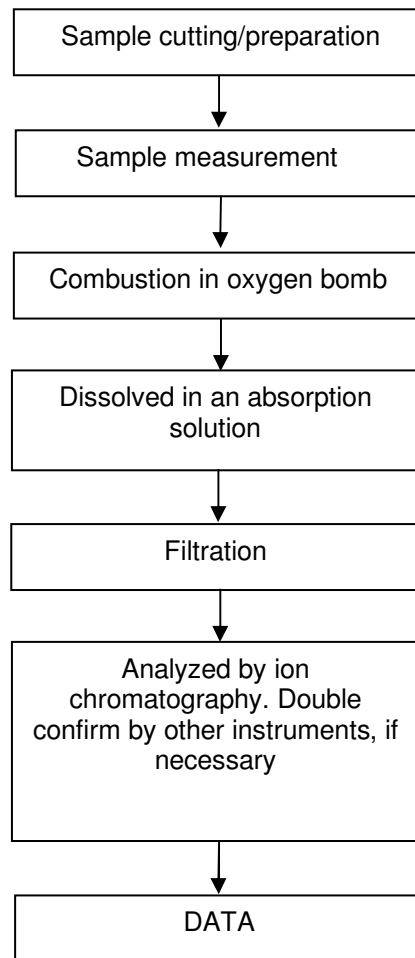 Sample cutting/preparation
Sample measurement
Combustion in oxygen bomb
Dissolved in an absorption
solution
Filtration
Analyzed by ion
chromatography. Double
confirm by other instruments, if
necessary
DATA